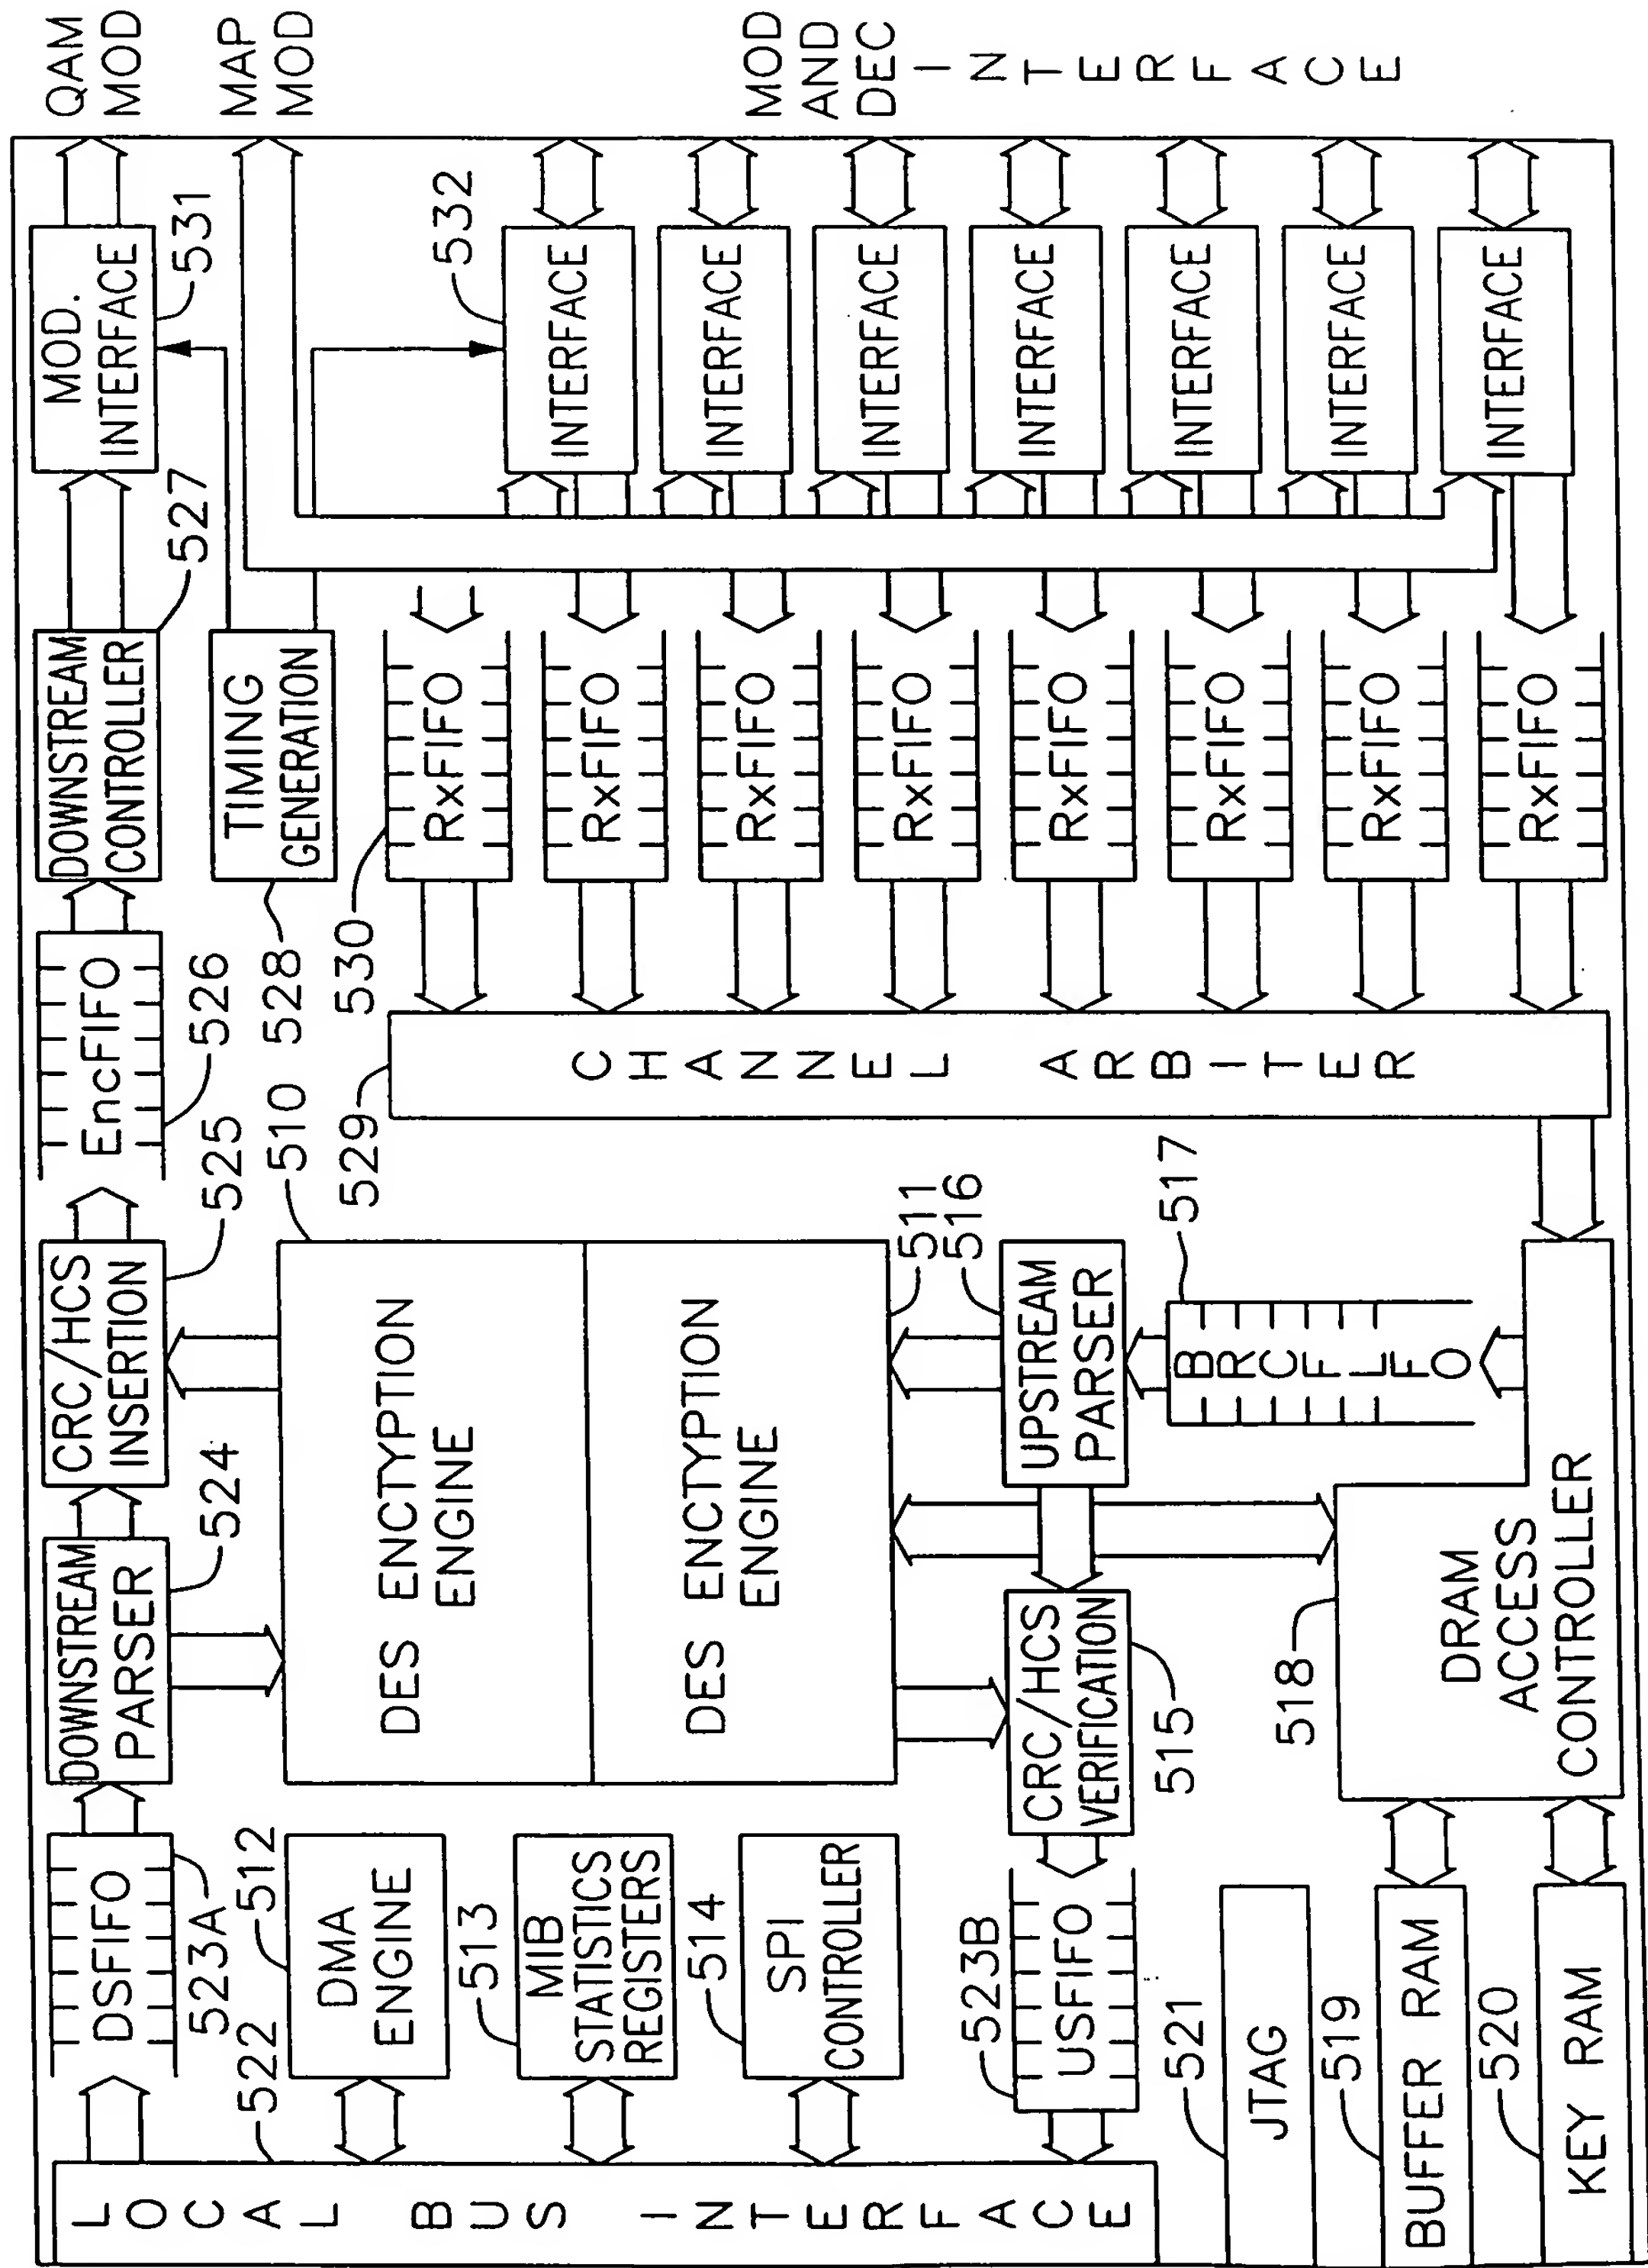 QAM
MOD
MAP
MOD
MOD
AND
DEC
INTERFACE
MOD.
INTERFACE
531
532
INTERFACE
INTERFACE
INTERFACE
INTERFACE
INTERFACE
INTERFACE
INTERFACE
527
DOWNSTREAM
CONTROLLER
TIMING
GENERATION
528
530
RxFIFO
RxFIFO
RxFIFO
RxFIFO
RxFIFO
RxFIFO
RxFIFO
RxFIFO
EncFIFO
526
529
CHANNEL ARBITER
CRC/HCS
INSERTION
525
510
DES ENCTYPTION
ENGINE
DES ENCTYPTION
ENGINE
511
516
UPSTREAM
PARSER
517
BRCFLFO
DOWNSTREAM
PARSER
524
CRC/HCS
VERIFICATION
515
518
DRAM
ACCESS
CONTROLLER
DSFIFO
523A
512
DMA
ENGINE
513
MIB
STATISTICS
REGISTERS
514
SPI
CONTROLLER
523B
USFIFO
522
LOCAL BUS INTERFACE
521
JTAG
519
BUFFER RAM
520
KEY RAM